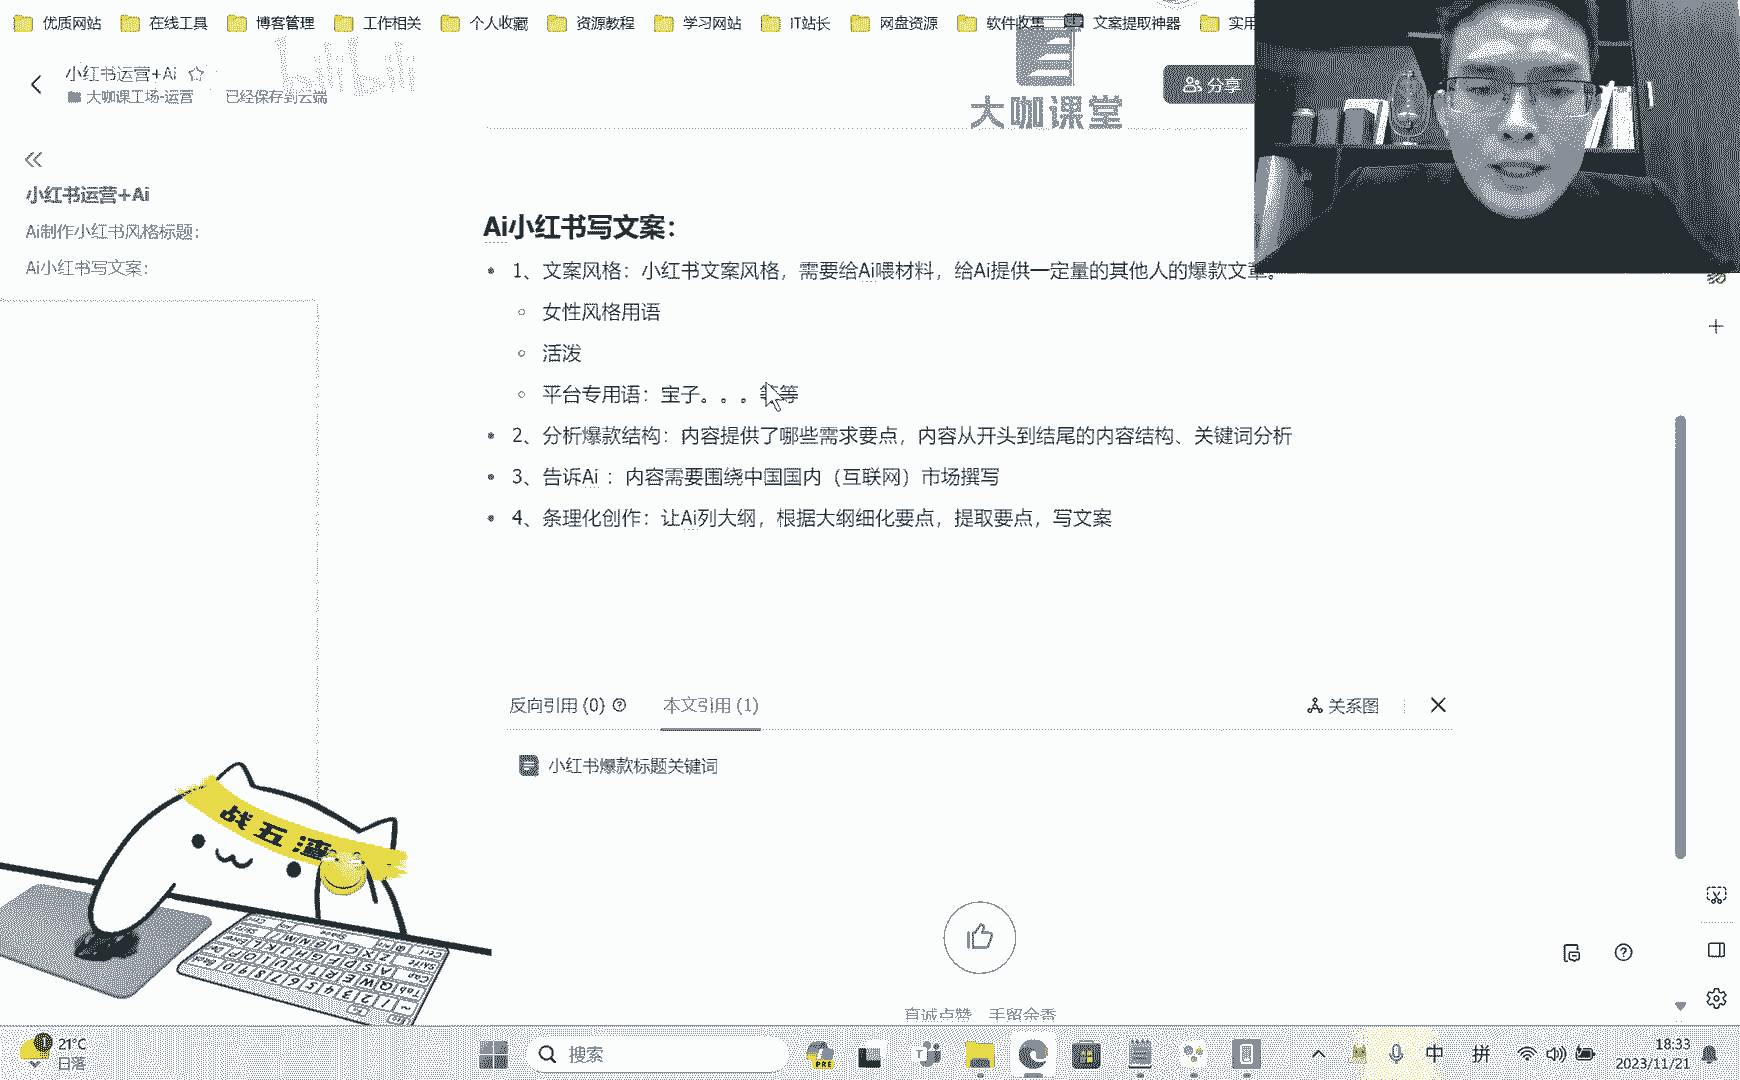 优质网站 在线工具 博客管理 工作相关 个人收藏 资源教程 学习网站 IT站长 网盘资源 软件收集 文案提取神器 实用
小红书运营+Ai
大咖课工场-运营 已经保存到云端
bilibili
大咖课堂
分享
小红书运营+Ai
Ai制作小红书风格标题：
Ai小红书写文案：
Ai小红书写文案：
1、文案风格：小红书文案风格，需要给Ai喂材料，给Ai提供一定量的其他人的爆款文章。
女性风格用语
活泼
平台专用语：宝子。。。等
2、分析爆款结构：内容提供了哪些需求要点，内容从开头到结尾的内容结构、关键词分析
3、告诉Ai ：内容需要围绕中国国内（互联网）市场撰写
4、条理化创作：让Ai列大纲，根据大纲细化要点，提取要点，写文案
反向引用 (0) 本文引用 (1) 关系图
小红书爆款标题关键词
战五渣
真诚点赞 手留余香
21°C
日落
搜索
PRE
中 拼
18:33
2023/11/21